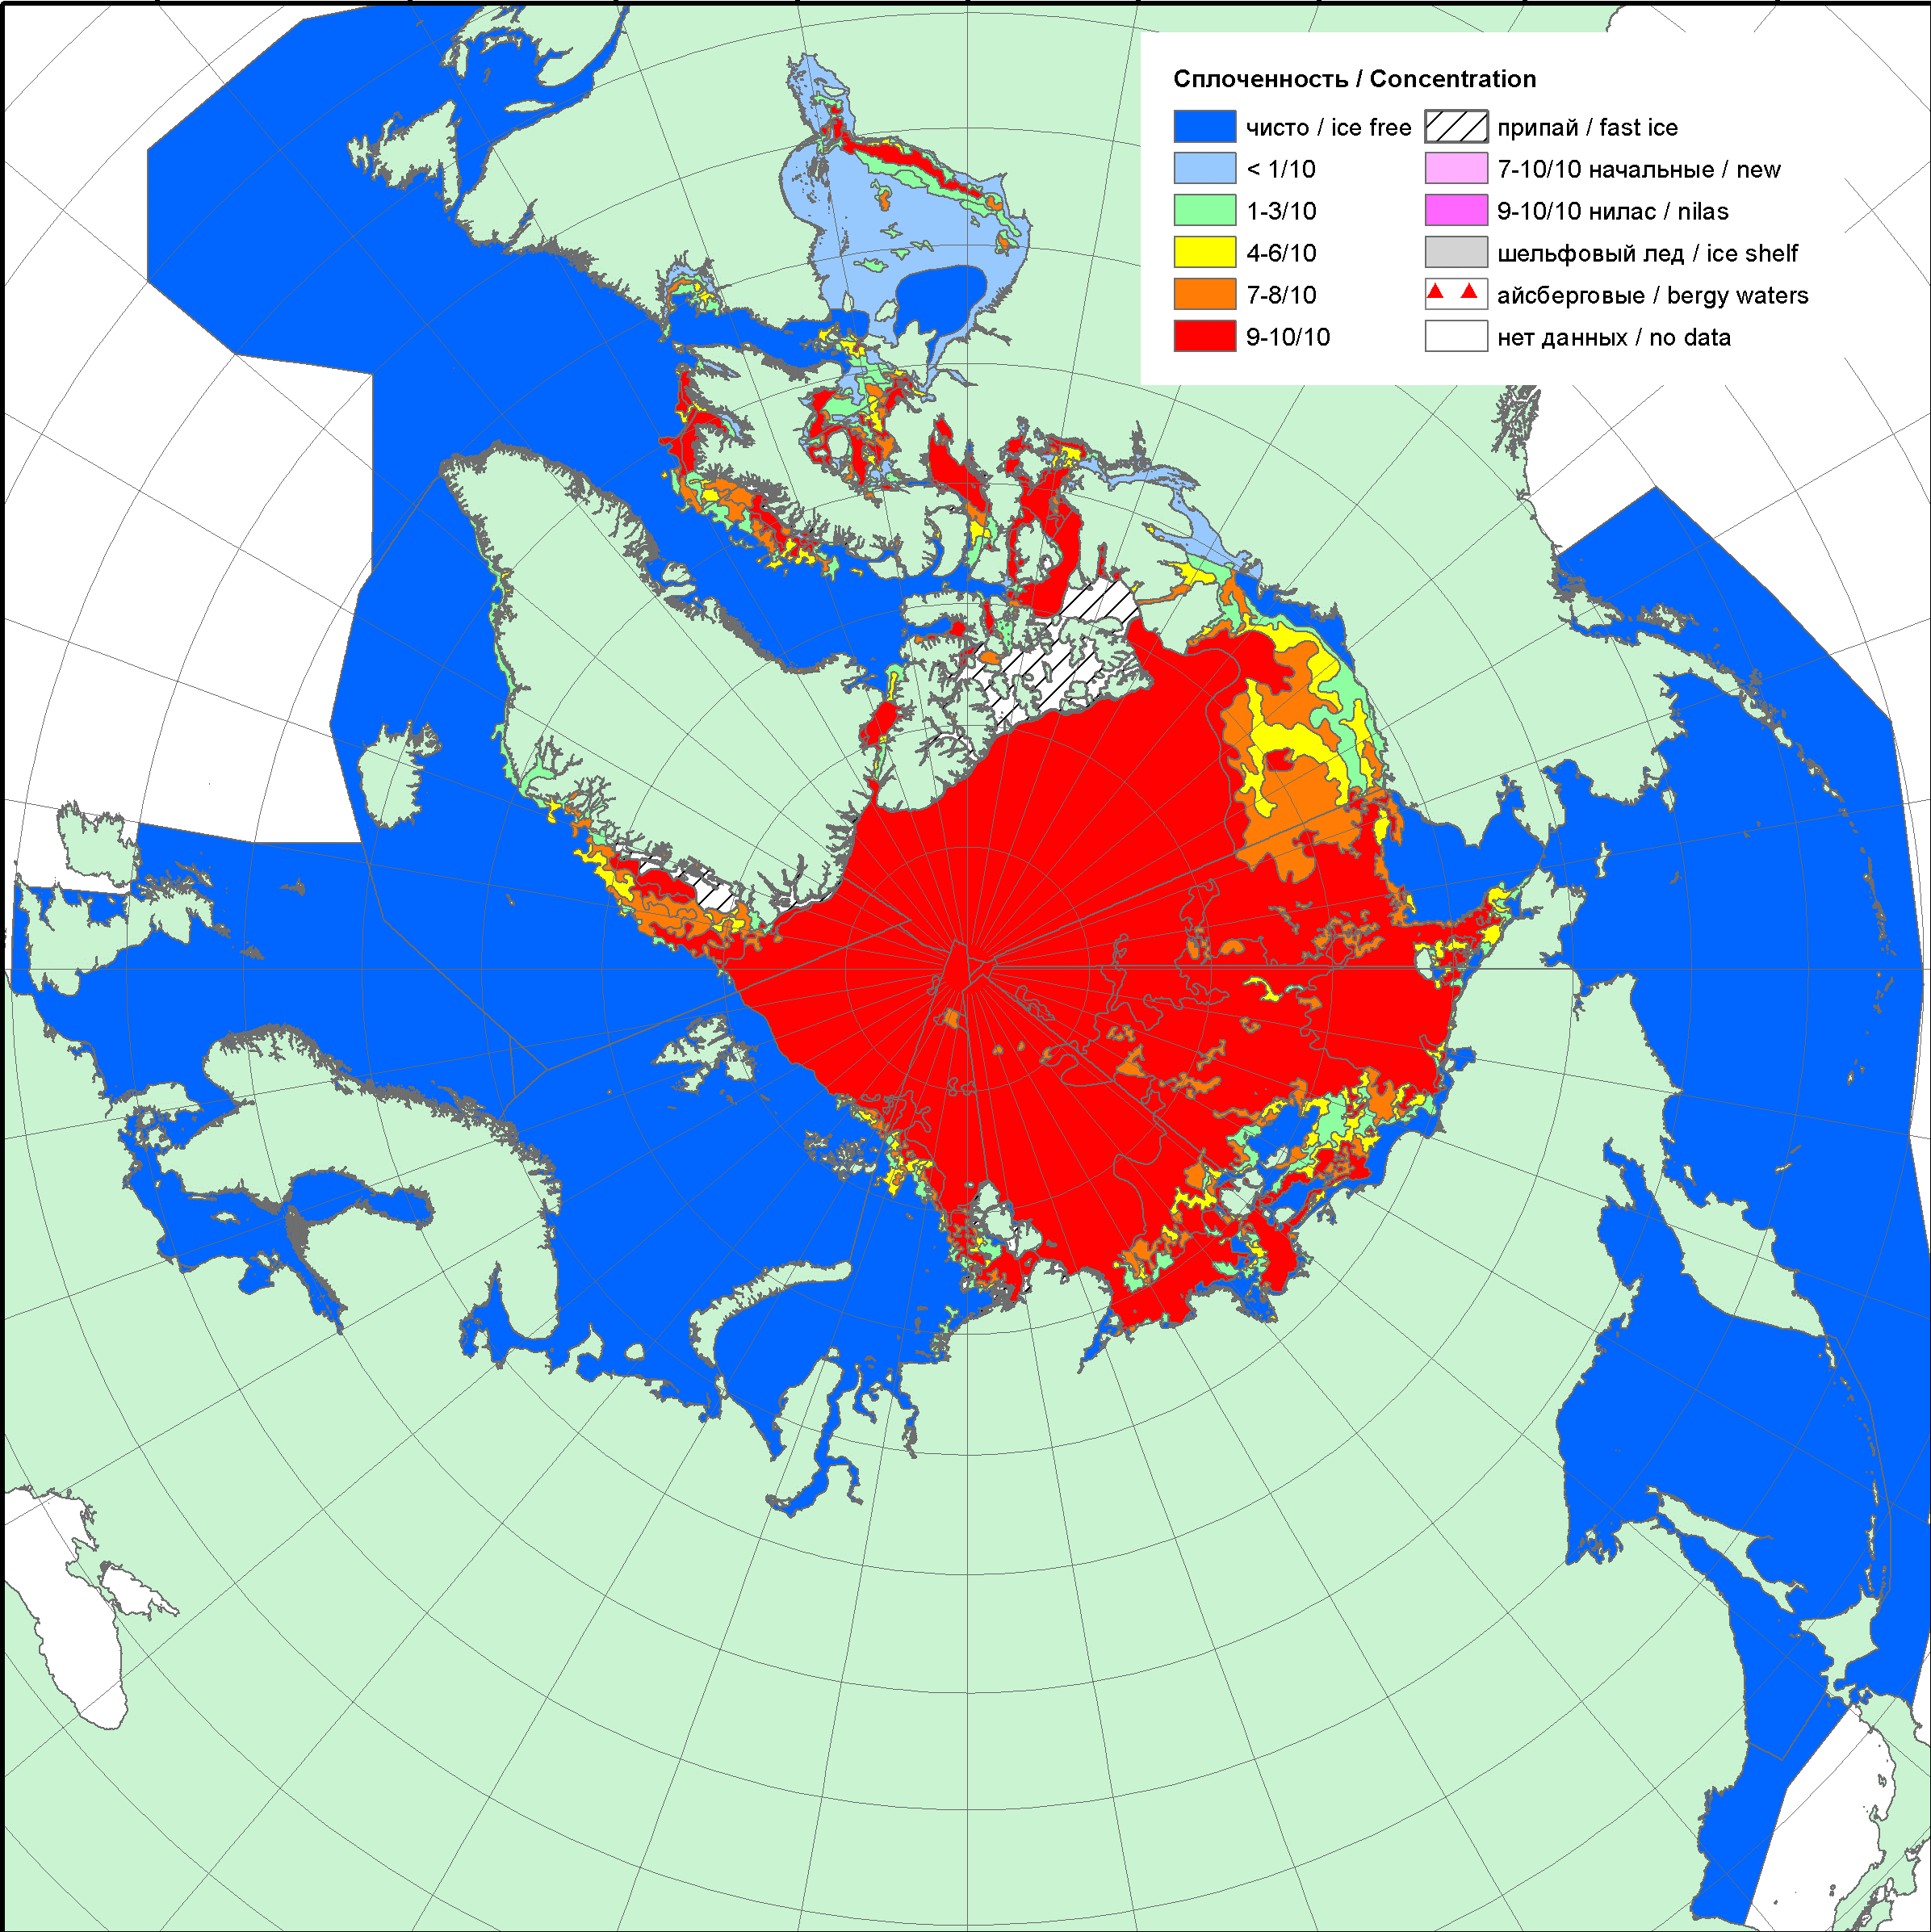 Сплоченность / Concentration
чисто / ice free
< 1/10
1-3/10
4-6/10
7-8/10
9-10/10
припай / fast ice
7-10/10 начальные / new
9-10/10 нилас / nilas
шельфовый лед / ice shelf
айсберговые / bergy waters
нет данных / no data